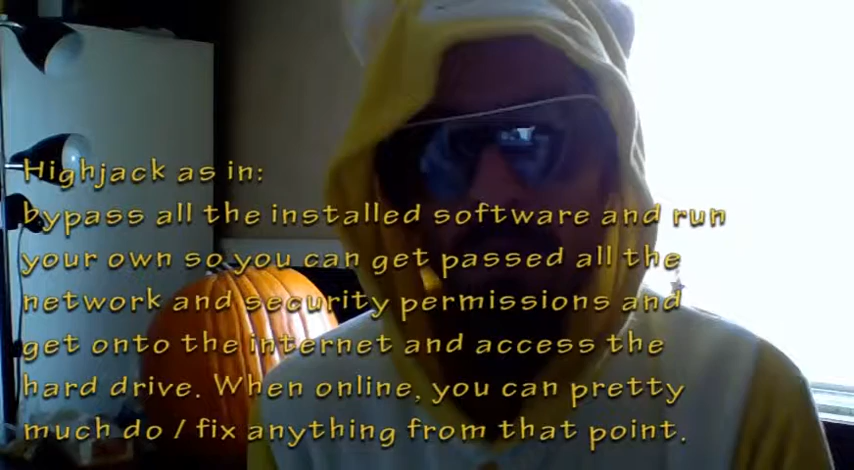 Highjack as in:
bypass all the installed software and run
your own so you can get passed all the
network and security permissions and
get onto the internet and access the
hard drive. When online, you can pretty
much do / fix anything from that point.